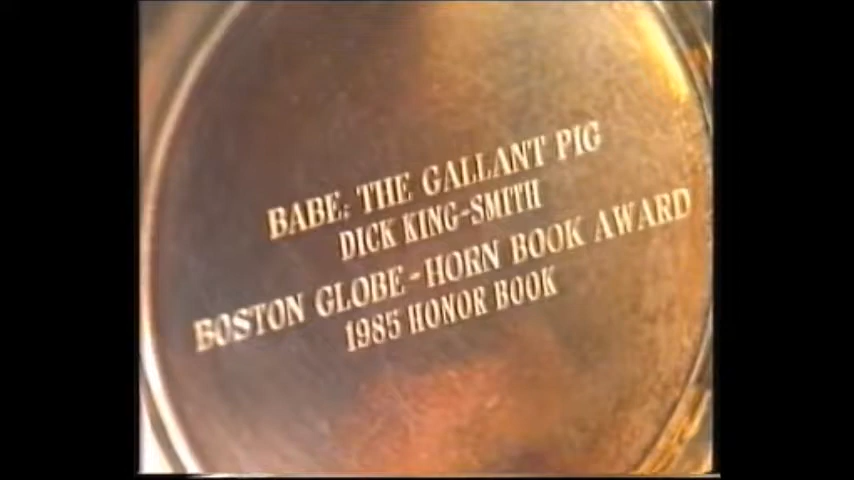 BABE: THE GALLANT PIG
DICK KING-SMITH
BOSTON GLOBE-HORN BOOK AWARD
1985 HONOR BOOK